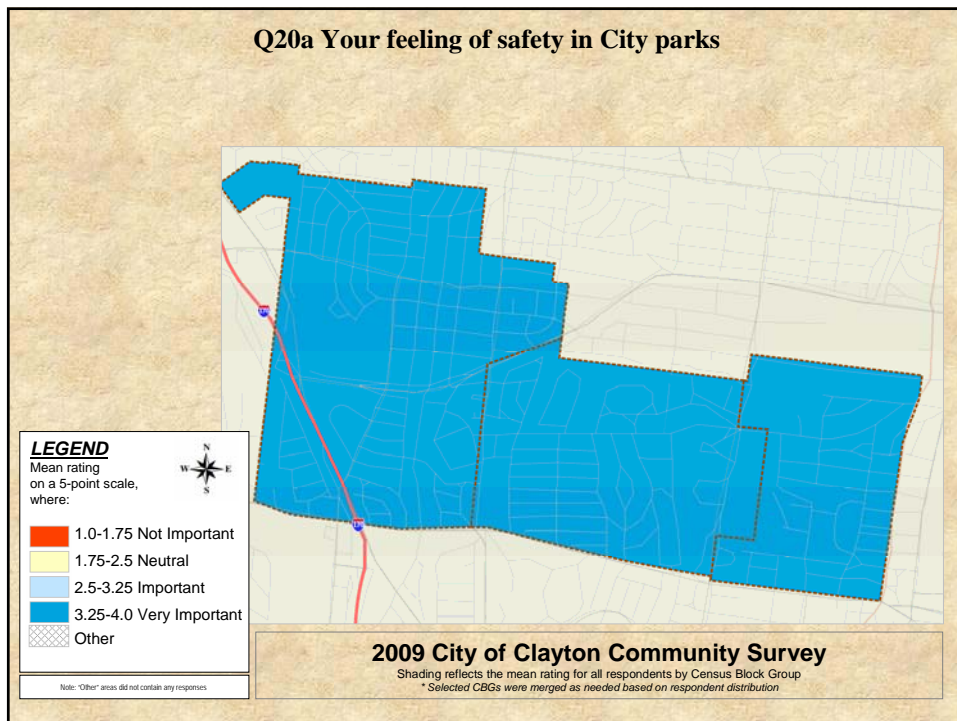 Q20a Your feeling of safety in City parks
LEGEND
Mean rating
on a 5-point scale,
where:
N
W
E
S
1.0-1.75 Not Important
1.75-2.5 Neutral
2.5-3.25 Important
3.25-4.0 Very Important
Other
Note: "Other" areas did not contain any responses
2009 City of Clayton Community Survey
Shading reflects the mean rating for all respondents by Census Block Group
* Selected CBGs were merged as needed based on respondent distribution